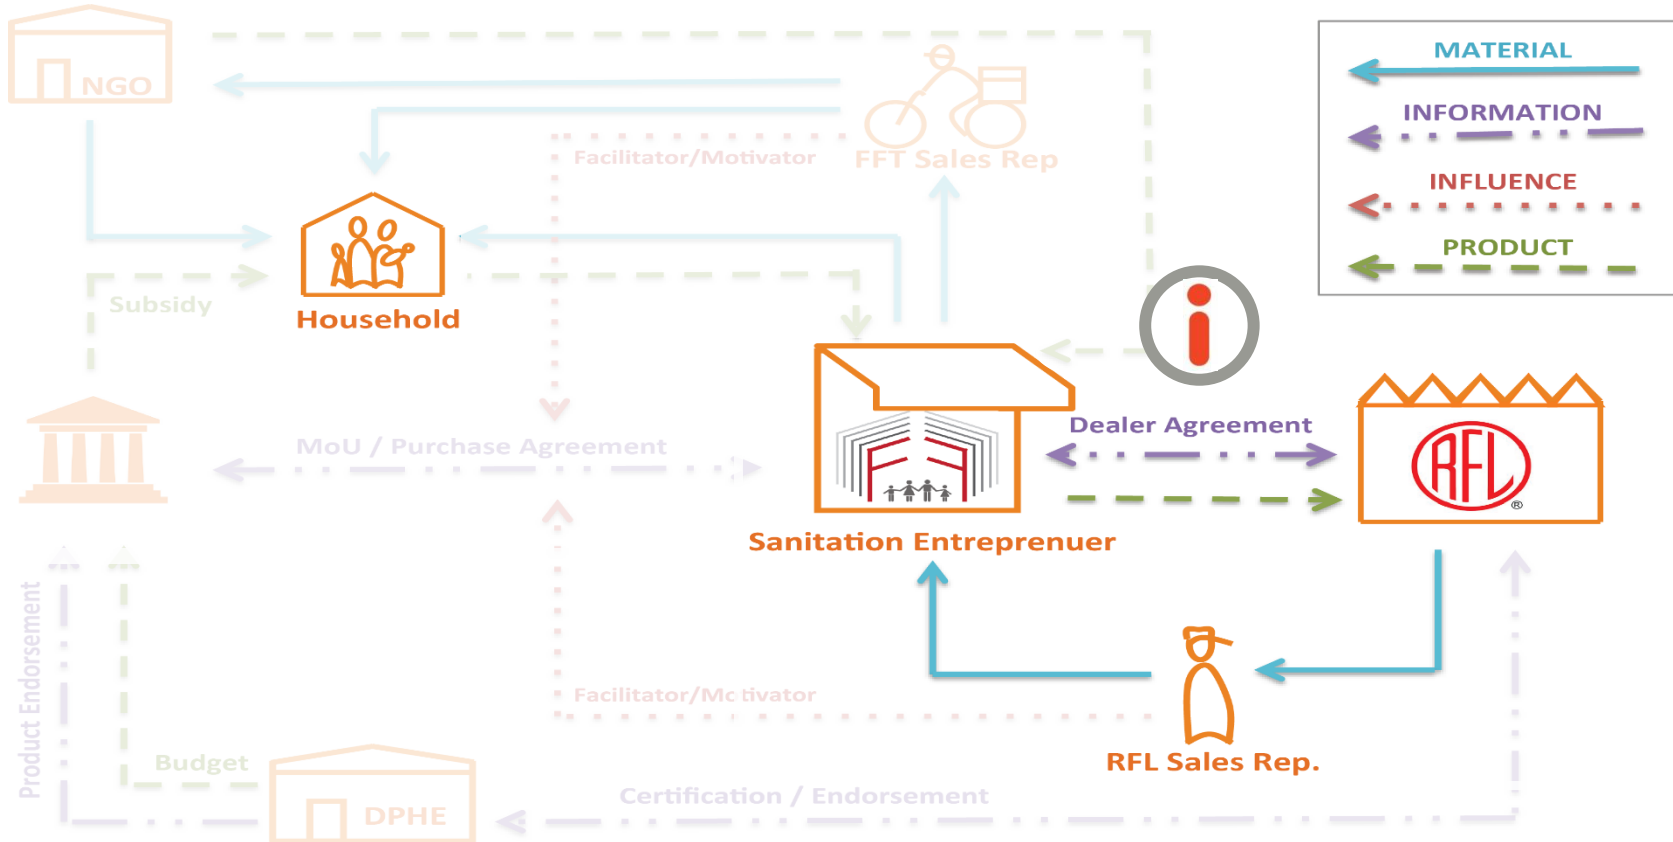 MATERIAL
INFORMATION
INFLUENCE
PRODUCT
NGO
FFT Sales Rep
Facilitator/Motivator
Household
Subsidy
MoU / Purchase Agreement
Dealer Agreement
RFL
®
Sanitation Entreprenuer
Product Endorsement
Facilitator/Motivator
RFL Sales Rep.
Budget
DPHE
Certification / Endorsement